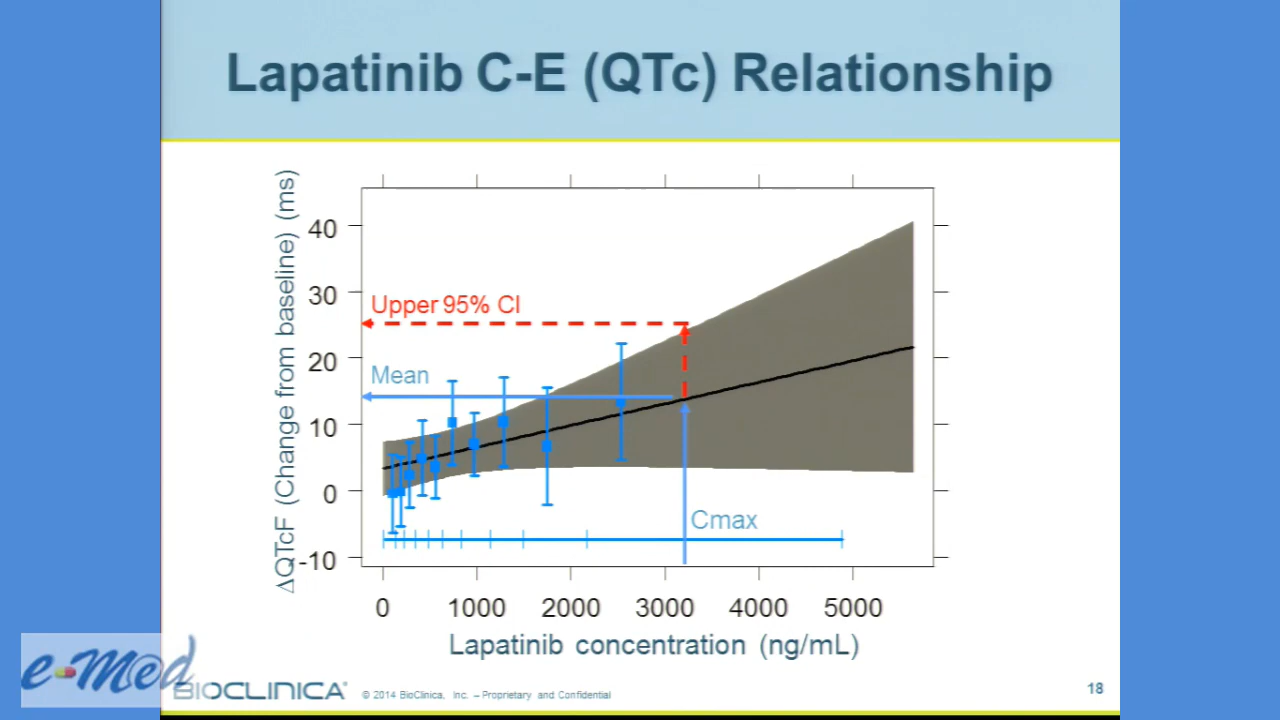 Lapatinib C-E (QTc) Relationship
ΔQTcF (Change from baseline) (ms)
40
30
20
10
0
-10
Upper 95% CI
Mean
Cmax
0 1000 2000 3000 4000 5000
Lapatinib concentration (ng/mL)
e-Med
BIOCLINICA®
© 2014 BioClinica, Inc. – Proprietary and Confidential
18